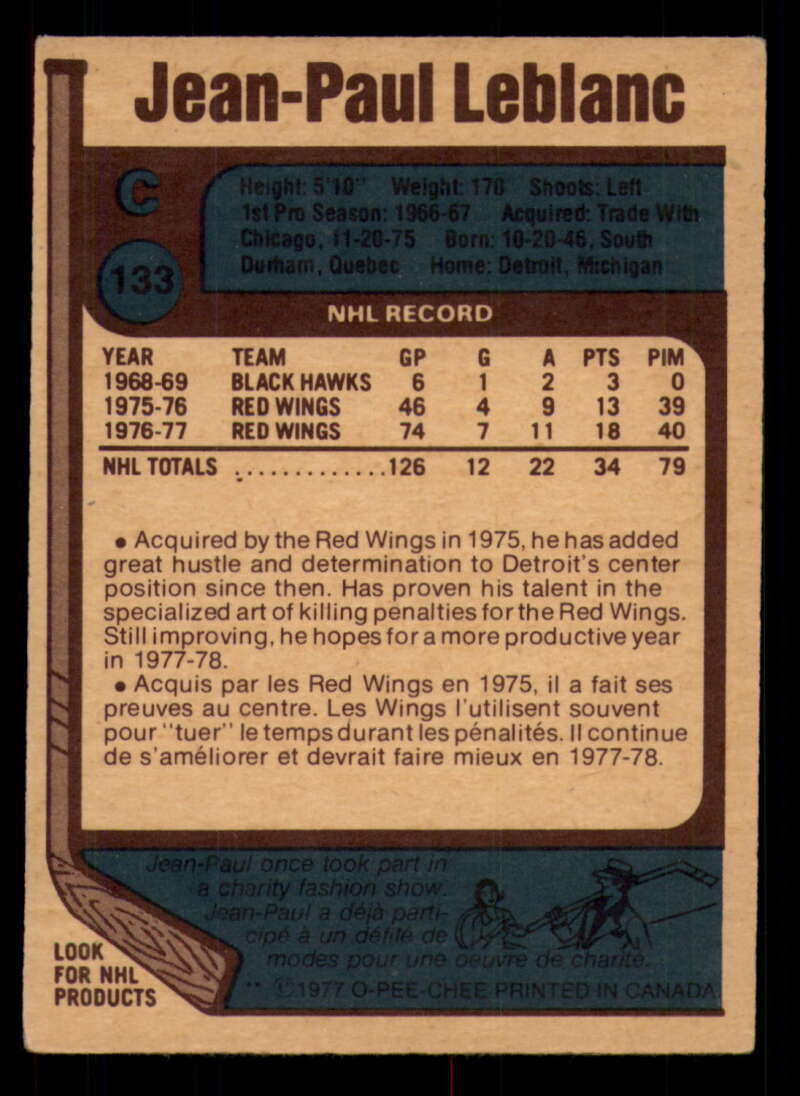 Jean-Paul Leblanc
C
133
Height: 5'10" Weight: 170 Shoots: Left
1st Pro Season: 1966-67 Acquired: Trade With
Chicago, 11-20-75 Born: 10-20-46, South
Durham, Quebec Home: Detroit, Michigan
NHL RECORD
YEAR TEAM GP G A PTS PIM
1968-69 BLACK HAWKS 6 1 2 3 0
1975-76 RED WINGS 46 4 9 13 39
1976-77 RED WINGS 74 7 11 18 40
NHL TOTALS .............126 12 22 34 79
• Acquired by the Red Wings in 1975, he has added
great hustle and determination to Detroit's center
position since then. Has proven his talent in the
specialized art of killing penalties for the Red Wings.
Still improving, he hopes for a more productive year
in 1977-78.
• Acquis par les Red Wings en 1975, il a fait ses
preuves au centre. Les Wings l'utilisent souvent
pour "tuer" le temps durant les pénalités. Il continue
de s'améliorer et devrait faire mieux en 1977-78.
Jean-Paul once took part in
a charity fashion show.
Jean-Paul a déjà parti-
cipé à un défilé de
modes pour une oeuvre de charité.
LOOK
FOR NHL
PRODUCTS
** ©1977 O-PEE-CHEE PRINTED IN CANADA